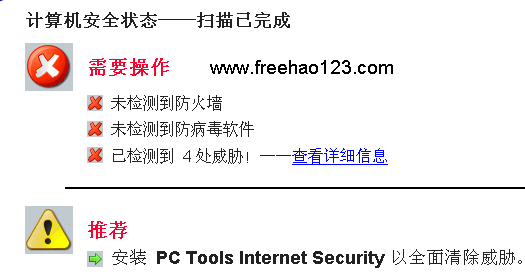 计算机安全状态——扫描已完成
需要操作 www.freehao123.com
未检测到防火墙
未检测到防病毒软件
已检测到 4 处威胁！——查看详细信息
推荐
安装 PC Tools Internet Security 以全面清除威胁。